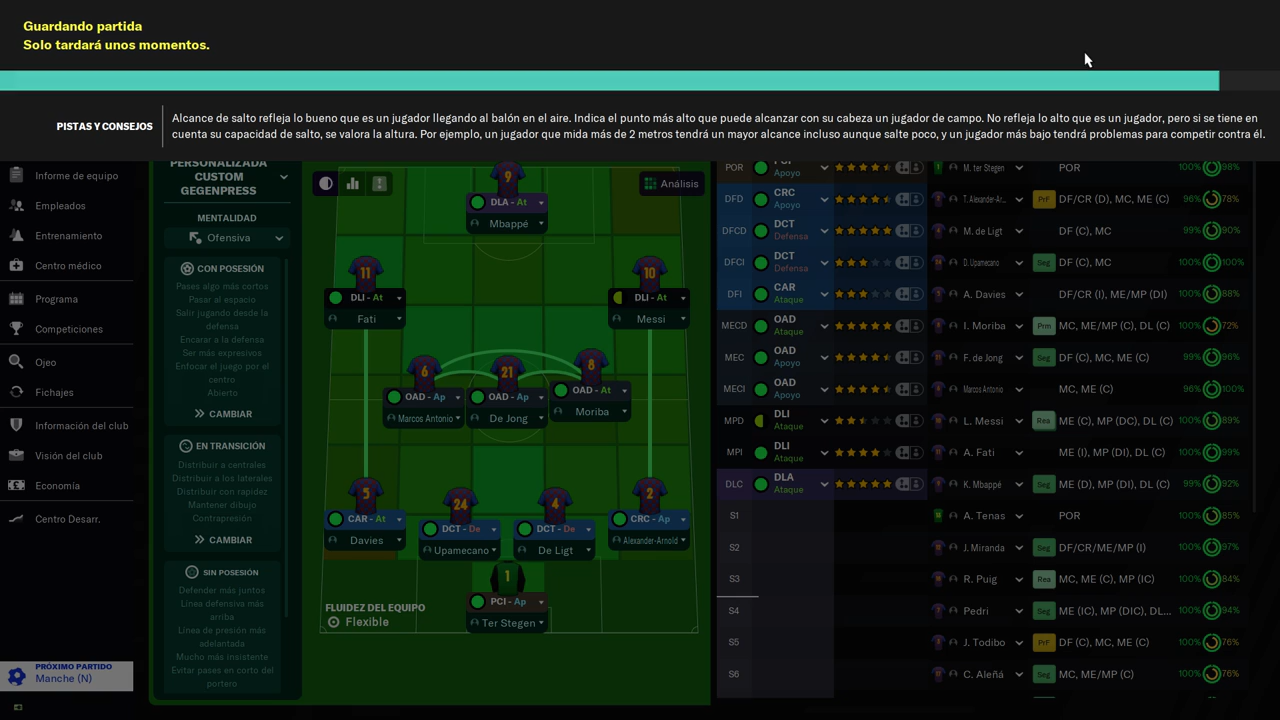 Guardando partida
Solo tardará unos momentos.
PISTAS Y CONSEJOS
Alcance de salto refleja lo bueno que es un jugador llegando al balón en el aire. Indica el punto más alto que puede alcanzar con su cabeza un jugador de campo. No refleja lo alto que es un jugador, pero si se tiene en
cuenta su capacidad de salto, se valora la altura. Por ejemplo, un jugador que mida más de 2 metros tendrá un mayor alcance incluso aunque salte poco, y un jugador más bajo tendrá problemas para competir contra él.
Informe de equipo
Empleados
Entrenamiento
Centro médico
Programa
Competiciones
Ojeo
Fichajes
Información del club
Visión del club
Economía
Centro Desarr.
PRÓXIMO PARTIDO
Manche (N)
PERSONALIZADA
CUSTOM
GEGENPRESS
MENTALIDAD
Ofensiva
CON POSESIÓN
Pases algo más cortos
Pasar al espacio
Salir jugando desde la
defensa
Encarar a la defensa
Ser más expresivos
Enfocar el juego por el
centro
Abierto
CAMBIAR
EN TRANSICIÓN
Distribuir a centrales
Distribuir a los laterales
Distribuir con rapidez
Mantener dibujo
Contrapresión
CAMBIAR
SIN POSESIÓN
Defender más juntos
Línea defensiva más
arriba
Línea de presión más
adelantada
Mucho más insistente
Evitar pases en corto del
portero
Análisis
9
DLA - At
Mbappé
11
DLI - At
Fati
10
DLI - At
Messi
6
OAD - Ap
Marcos Antonio
21
OAD - Ap
De Jong
8
OAD - At
Moriba
5
CAR - At
Davies
24
DCT - De
Upamecano
4
DCT - De
De Ligt
2
CRC - Ap
Alexander-Arnold
1
PCI - Ap
Ter Stegen
FLUIDEZ DEL EQUIPO
Flexible
POR PCI Apoyo M. ter Stegen POR 100% 98%
DFD CRC Apoyo T. Alexander-Ar... PrF DF/CR (D), MC, ME (C) 96% 78%
DFCD DCT Defensa M. de Ligt DF (C), MC 99% 90%
DFCI DCT Defensa D. Upamecano Seg DF (C), MC 100% 100%
DFI CAR Ataque A. Davies DF/CR (I), ME/MP (DI) 100% 88%
MECD OAD Ataque I. Moriba Prm MC, ME/MP (C), DL (C) 100% 72%
MEC OAD Apoyo F. de Jong Seg DF (C), MC, ME (C) 99% 96%
MECI OAD Apoyo Marcos Antonio MC, ME (C) 96% 100%
MPD DLI Ataque L. Messi Rea ME (C), MP (DC), DL (C) 100% 89%
MPI DLI Ataque A. Fati ME (I), MP (DI), DL (C) 100% 99%
DLC DLA Ataque K. Mbappé Seg ME (D), MP (DI), DL (C) 99% 92%
S1 A. Tenas POR 100% 85%
S2 J. Miranda Seg DF/CR/ME/MP (I) 100% 97%
S3 R. Puig Rea MC, ME (C), MP (IC) 100% 84%
S4 Pedri Seg ME (IC), MP (DIC), DL... 100% 94%
S5 J. Todibo PrF DF (C), MC, ME (C) 100% 76%
S6 C. Aleñá Seg MC, ME/MP (C) 100% 76%